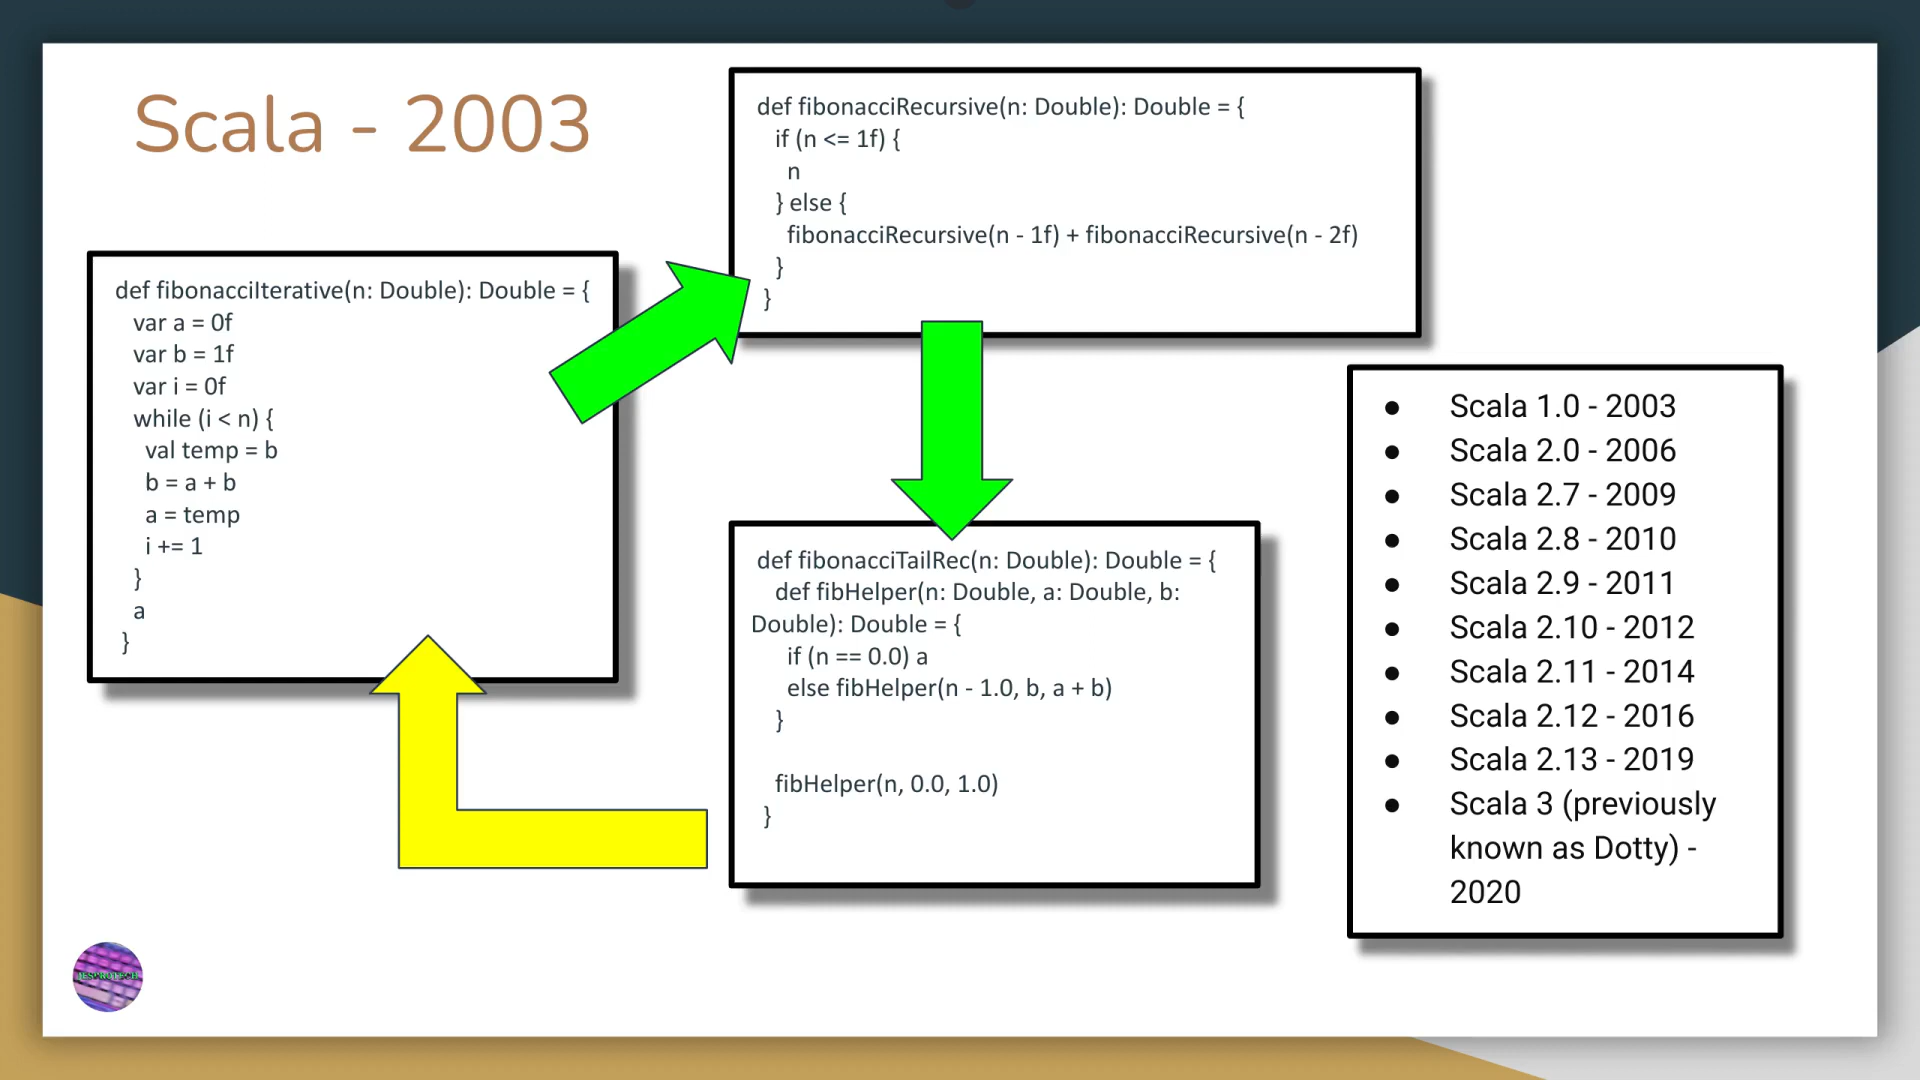 Scala - 2003
def fibonacciIterative(n: Double): Double = {
var a = 0f
var b = 1f
var i = 0f
while (i < n) {
val temp = b
b = a + b
a = temp
i += 1
}
a
}
def fibonacciRecursive(n: Double): Double = {
if (n <= 1f) {
n
} else {
fibonacciRecursive(n - 1f) + fibonacciRecursive(n - 2f)
}
}
def fibonacciTailRec(n: Double): Double = {
def fibHelper(n: Double, a: Double, b:
Double): Double = {
if (n == 0.0) a
else fibHelper(n - 1.0, b, a + b)
}
fibHelper(n, 0.0, 1.0)
}
● Scala 1.0 - 2003
● Scala 2.0 - 2006
● Scala 2.7 - 2009
● Scala 2.8 - 2010
● Scala 2.9 - 2011
● Scala 2.10 - 2012
● Scala 2.11 - 2014
● Scala 2.12 - 2016
● Scala 2.13 - 2019
● Scala 3 (previously
known as Dotty) -
2020
JESPROTECH